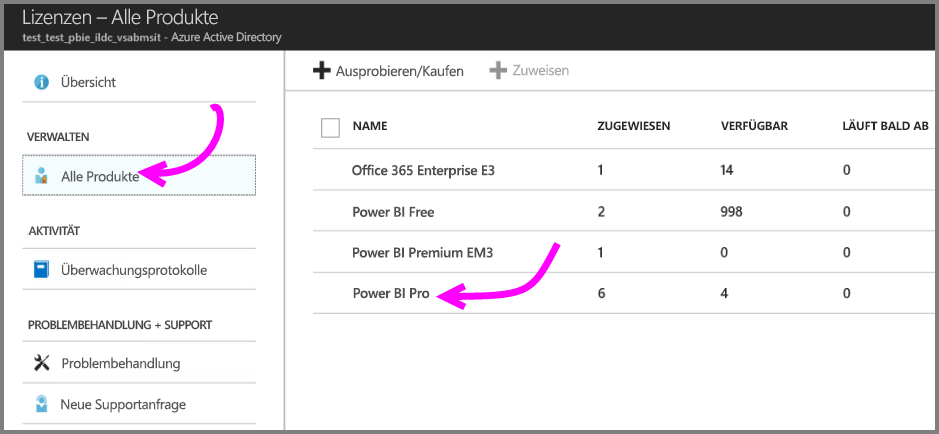 Lizenzen – Alle Produkte
test_test_pbie_ildc_vsabmsit - Azure Active Directory
Übersicht
VERWALTEN
Alle Produkte
AKTIVITÄT
Überwachungsprotokolle
PROBLEMBEHANDLUNG + SUPPORT
Problembehandlung
Neue Supportanfrage
Ausprobieren/Kaufen Zuweisen
NAME ZUGEWIESEN VERFÜGBAR LÄUFT BALD AB
Office 365 Enterprise E3 1 14 0
Power BI Free 2 998 0
Power BI Premium EM3 1 0 0
Power BI Pro 6 4 0